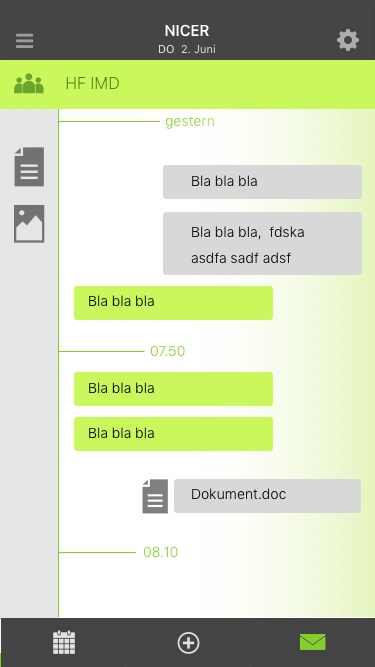 NICER
DO 2. Juni
HF IMD
gestern
Bla bla bla
Bla bla bla, fdska
asdfa sadf adsf
Bla bla bla
07.50
Bla bla bla
Bla bla bla
Dokument.doc
08.10